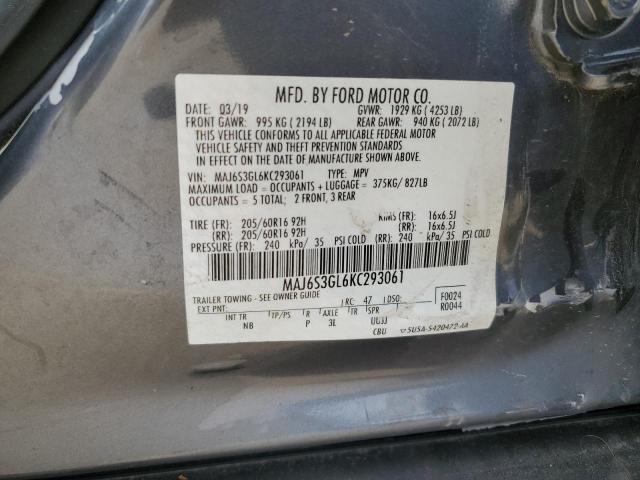 MFD. BY FORD MOTOR CO.
DATE: 03/19 GVWR: 1929 KG ( 4253 LB)
FRONT GAWR: 995 KG ( 2194 LB) REAR GAWR: 940 KG ( 2072 LB)
THIS VEHICLE CONFORMS TO ALL APPLICABLE FEDERAL MOTOR
VEHICLE SAFETY AND THEFT PREVENTION STANDARDS
IN EFFECT ON THE DATE OF MANUFACTURE SHOWN ABOVE.
VIN: MAJ6S3GL6KC293061 TYPE: MPV
MAXIMUM LOAD = OCCUPANTS + LUGGAGE = 375KG/ 827LB
OCCUPANTS = 5 TOTAL; 2 FRONT, 3 REAR
TIRE (FR): 205/60R16 92H RIMS (FR): 16x6.5J
(RR): 205/60R16 92H (RR): 16x6.5J
PRESSURE (FR): 240 kPa/ 35 PSI COLD (RR): 240 kPa/ 35 PSI COLD
MAJ6S3GL6KC293061
TRAILER TOWING - SEE OWNER GUIDE RC: 47 DSO: F0024
EXT PNT: R0044
INT TR TP/PS R AXLE TR SPR
NB P 3L UUJJ
CBU 5USA-S420472-AA